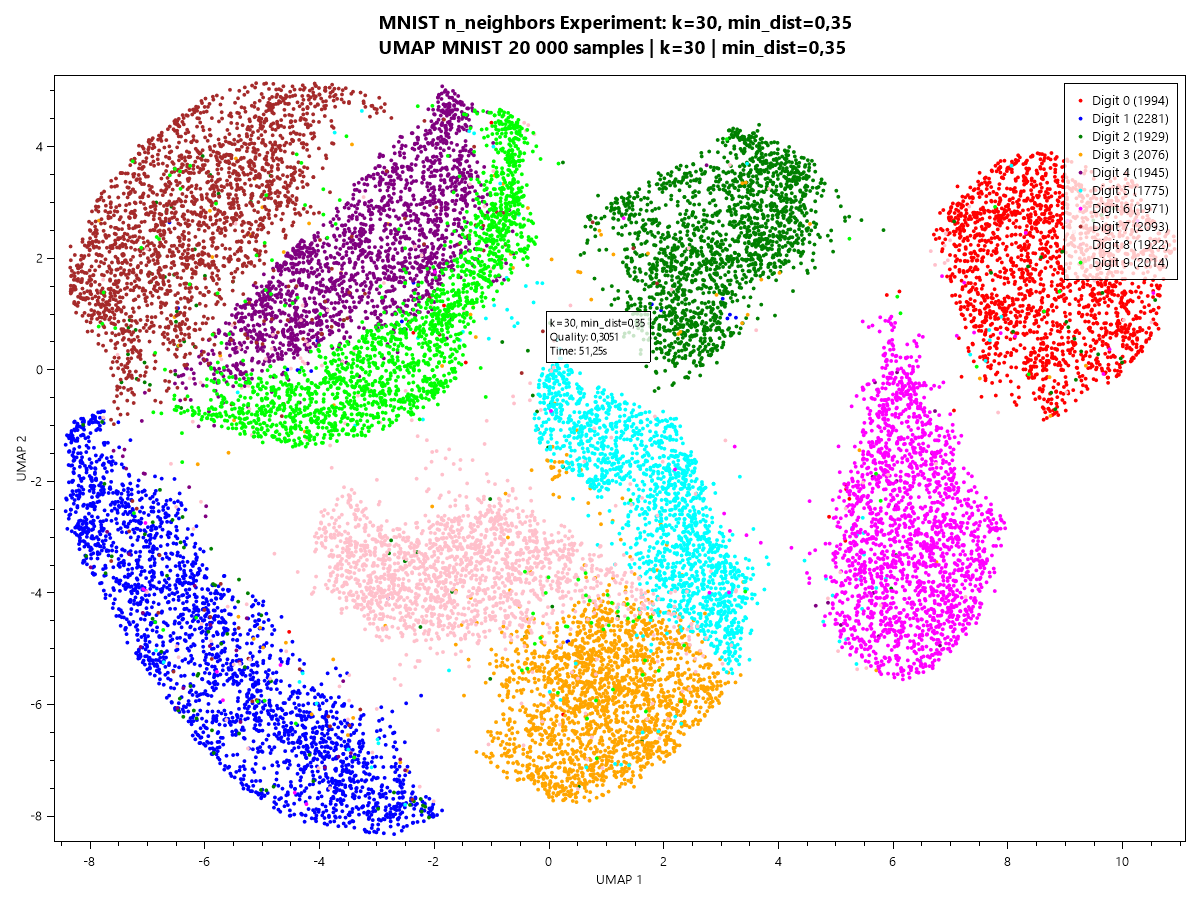 MNIST n_neighbors Experiment: k=30, min_dist=0,35
UMAP MNIST 20 000 samples | k=30 | min_dist=0,35
Digit 0 (1994)
Digit 1 (2281)
Digit 2 (1929)
Digit 3 (2076)
Digit 4 (1945)
Digit 5 (1775)
Digit 6 (1971)
Digit 7 (2093)
Digit 8 (1922)
Digit 9 (2014)
k=30, min_dist=0,35
Quality: 0,3051
Time: 51,25s
UMAP 2
4
2
0
-2
-4
-6
-8
-8 -6 -4 -2 0 2 4 6 8 10
UMAP 1